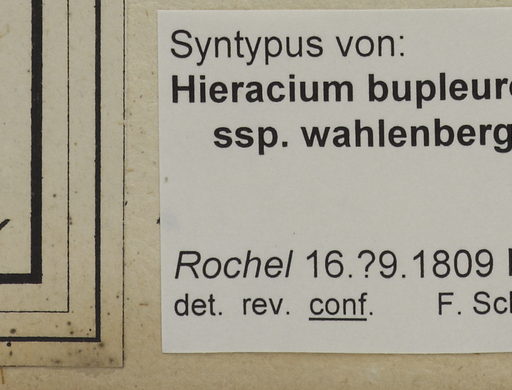 Syntypus von:
Hieracium bupleur
ssp. wahlenberg
Rochel 16.?9.1809
det. rev. conf. F. Sc